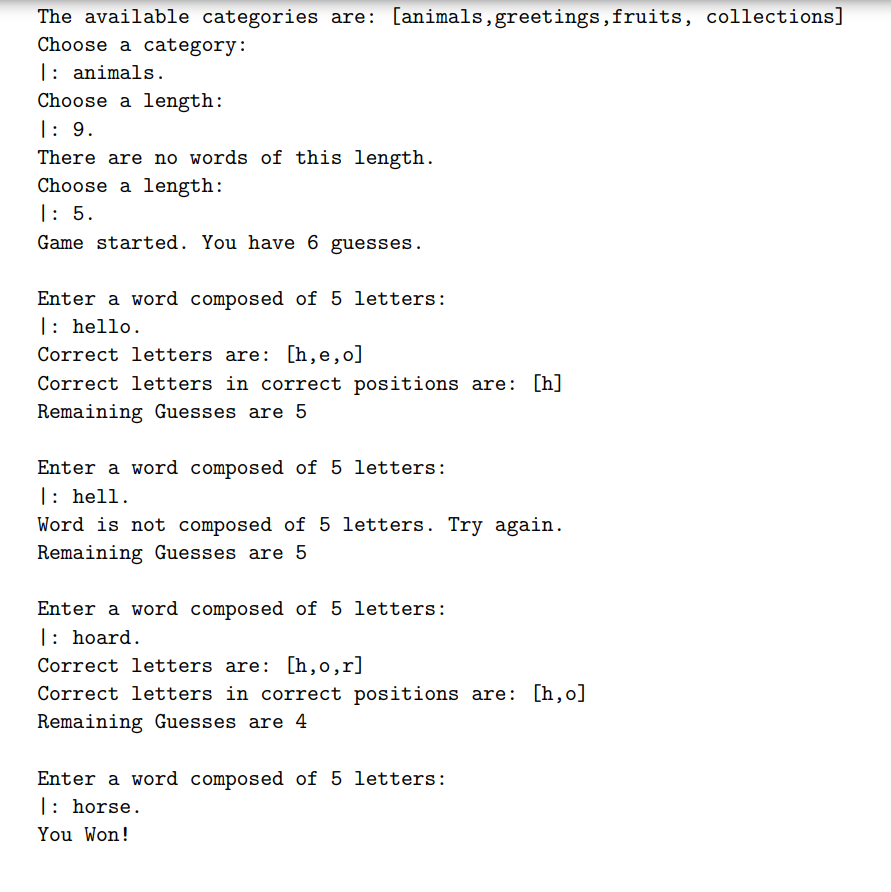 The available categories are: [animals,greetings,fruits, collections]
Choose a category:
|: animals.
Choose a length:
|: 9.
There are no words of this length.
Choose a length:
|: 5.
Game started. You have 6 guesses.
Enter a word composed of 5 letters:
|: hello.
Correct letters are: [h,e,o]
Correct letters in correct positions are: [h]
Remaining Guesses are 5
Enter a word composed of 5 letters:
|: hell.
Word is not composed of 5 letters. Try again.
Remaining Guesses are 5
Enter a word composed of 5 letters:
|: hoard.
Correct letters are: [h,o,r]
Correct letters in correct positions are: [h,o]
Remaining Guesses are 4
Enter a word composed of 5 letters:
|: horse.
You Won!